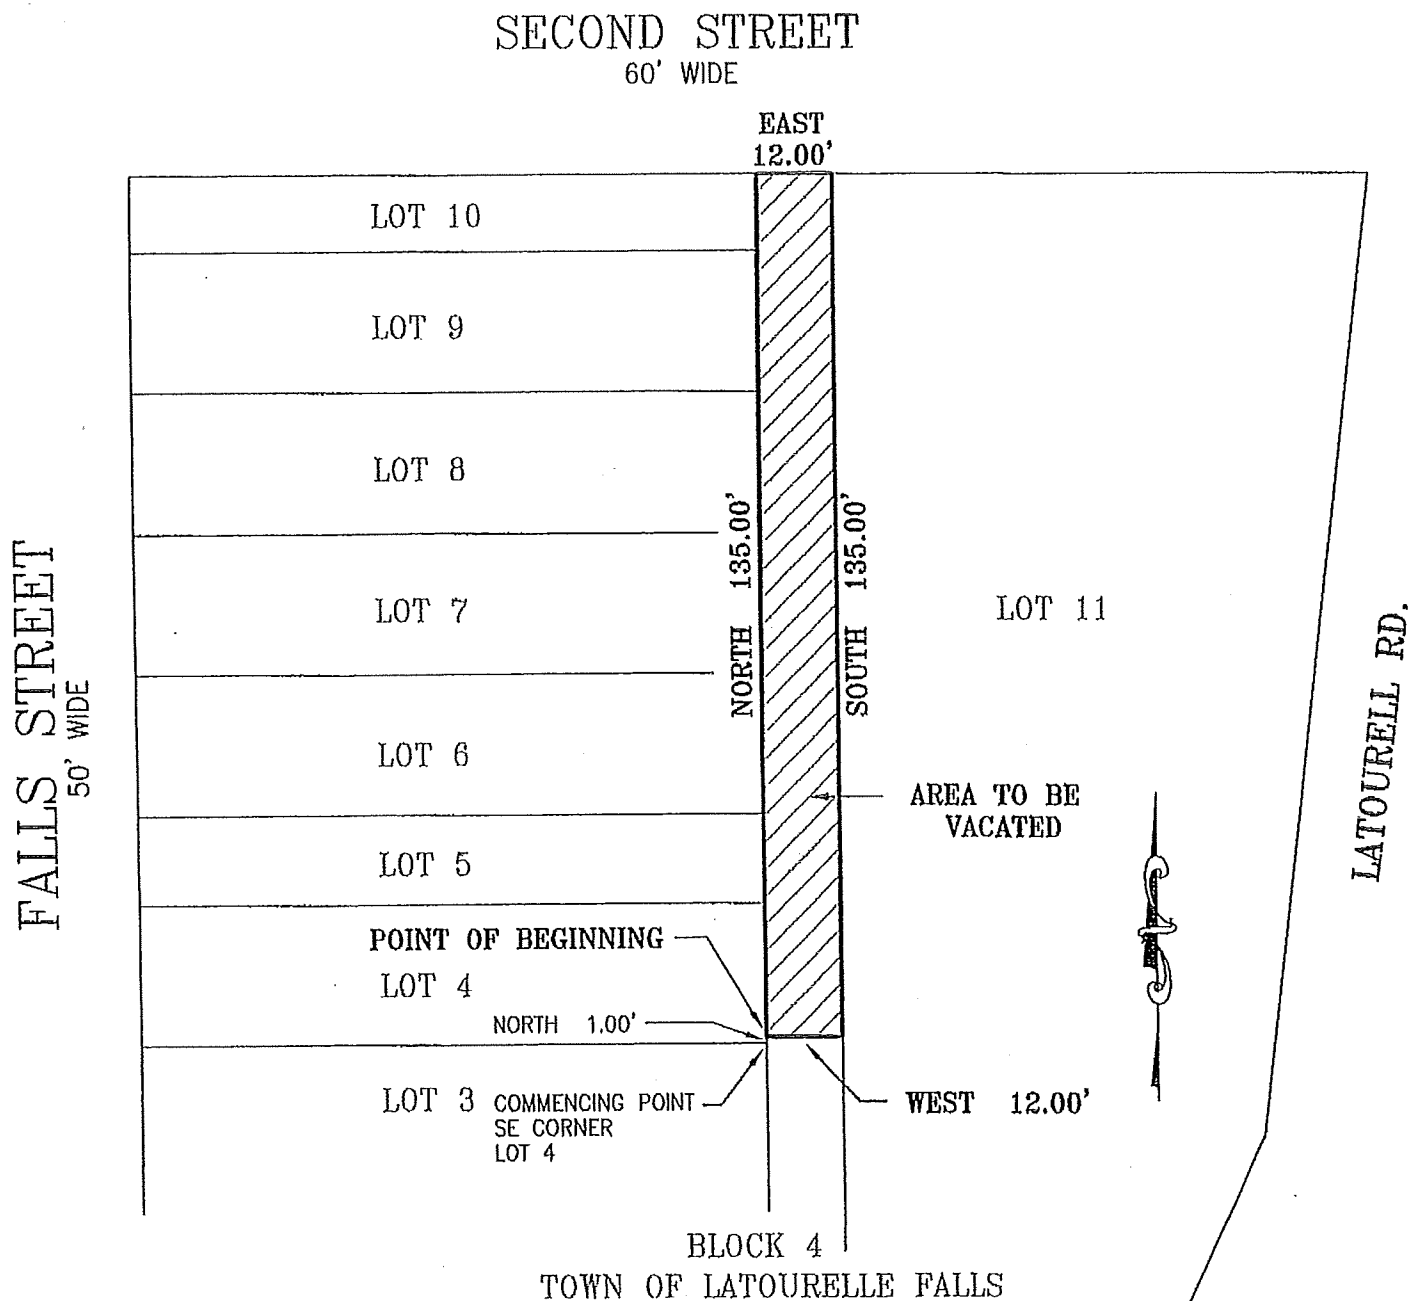 SECOND STREET
60' WIDE
EAST
12.00'
LOT 10
LOT 9
LOT 8
LOT 7
LOT 6
LOT 5
FALLS STREET
50' WIDE
NORTH 135.00'
SOUTH 135.00'
LOT 11
LATOURELL RD.
AREA TO BE
VACATED
POINT OF BEGINNING
LOT 4
NORTH 1.00'
LOT 3
COMMENCING POINT
SE CORNER
LOT 4
WEST 12.00'
BLOCK 4
TOWN OF LATOURELLE FALLS